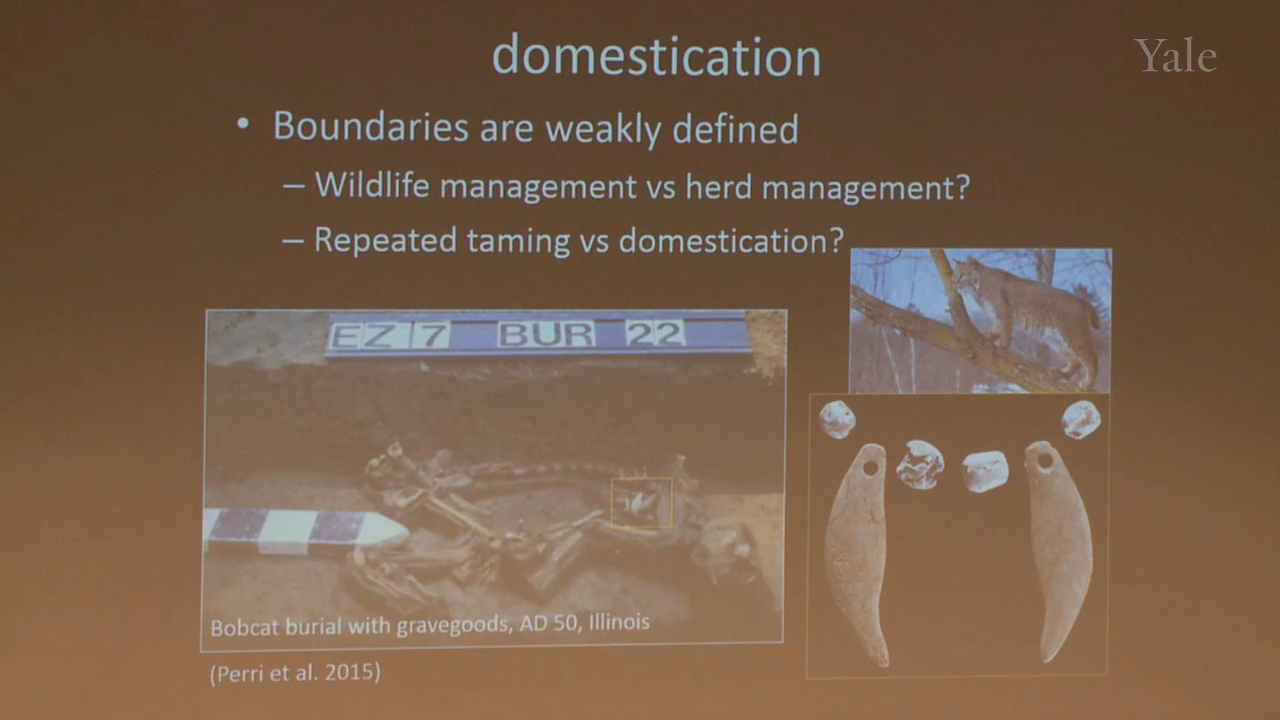 domestication
Yale
• Boundaries are weakly defined
– Wildlife management vs herd management?
– Repeated taming vs domestication?
EZ 7 BUR 22
Bobcat burial with gravegoods, AD 50, Illinois
(Perri et al. 2015)